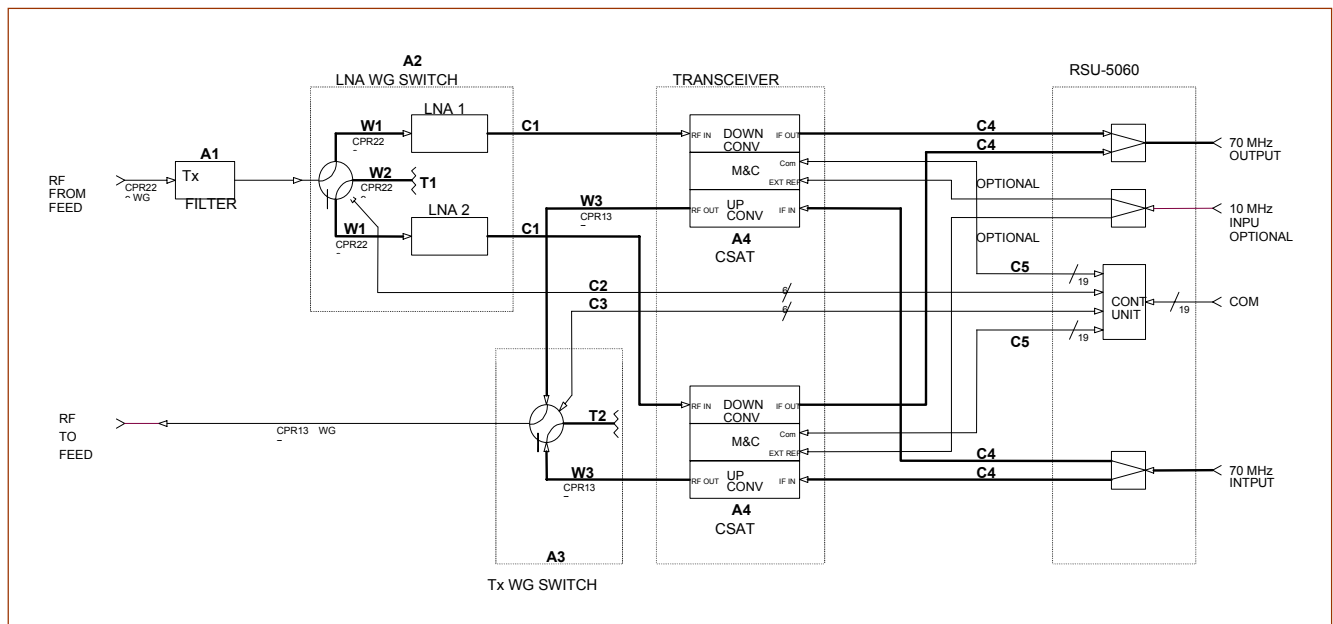 A2
LNA WG SWITCH
TRANSCEIVER
RSU-5060
LNA 1
W1
CPR22
C1
RF IN
DOWN
CONV
IF OUT
C4
C4
70 MHz
OUTPUT
A1
Tx
FILTER
RF
FROM
FEED
CPR22
WG
W2
CPR22
T1
M&C
Com
EXT REF
OPTIONAL
W3
CPR13
RF OUT
UP
CONV
IF IN
10 MHz
INPU
OPTIONAL
W1
CPR22
LNA 2
C1
A4
CSAT
OPTIONAL
C5
19
C2
6
C3
6
CONT
UNIT
19
COM
C5
19
RF
TO
FEED
CPR13 WG
T2
RF IN
DOWN
CONV
IF OUT
M&C
Com
EXT REF
W3
CPR13
RF OUT
UP
CONV
IF IN
C4
C4
70 MHz
INTPUT
A4
CSAT
A3
Tx WG SWITCH